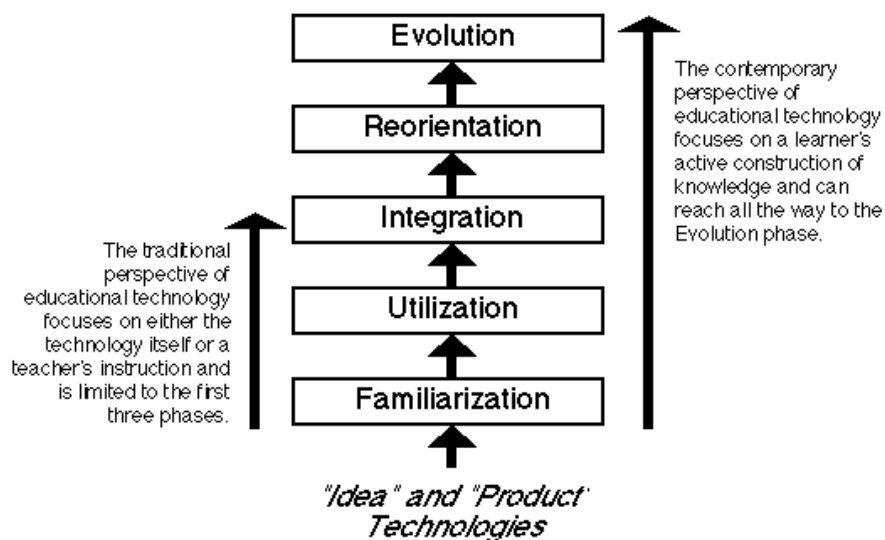 Evolution
Reorientation
Integration
Utilization
Familiarization
"Idea" and "Product"
Technologies
The traditional
perspective of
educational technology
focuses on either the
technology itself or a
teacher's instruction and
is limited to the first
three phases.
The contemporary
perspective of
educational technology
focuses on a learner's
active construction of
knowledge and can
reach all the way to the
Evolution phase.